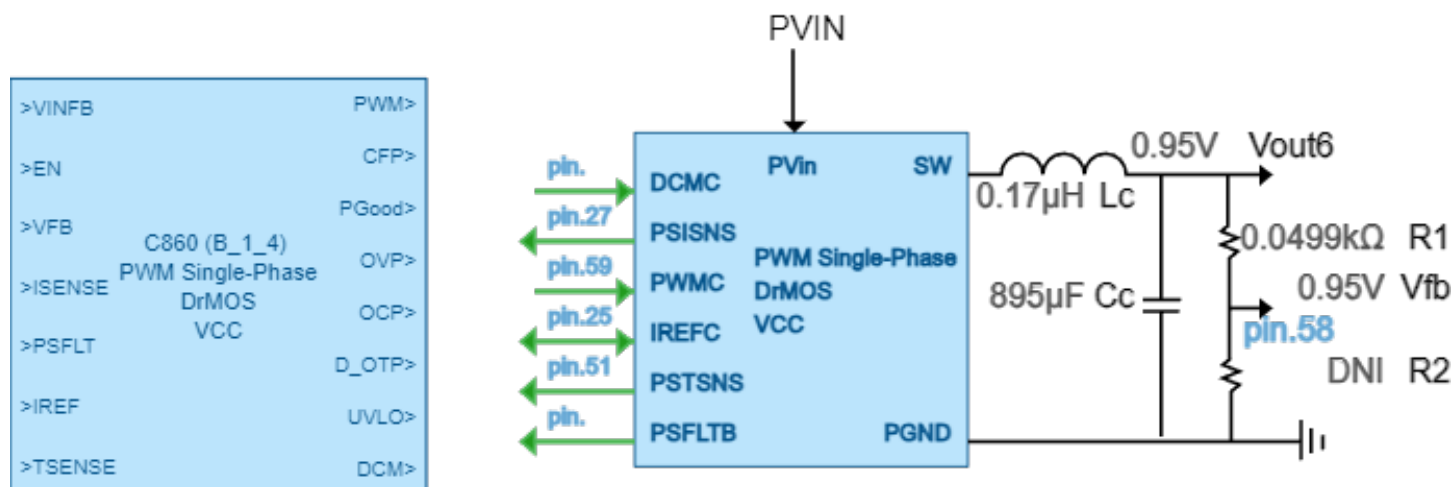 PVIN
>VINFB
>EN
>VFB
>ISENSE
>PSFLT
>IREF
>TSENSE
C860 (B_1_4)
PWM Single-Phase
DrMOS
VCC
PWM>
CFP>
PGood>
OVP>
OCP>
D_OTP>
UVLO>
DCM>
pin.
pin.27
pin.59
pin.25
pin.51
pin.
DCMC
PSISNS
PWMC
IREFC
PSTSNS
PSFLTB
PVin
SW
PWM Single-Phase
DrMOS
VCC
PGND
0.95V Vout6
0.17µH Lc
0.0499kΩ R1
895µF Cc
0.95V Vfb
pin.58
DNI R2